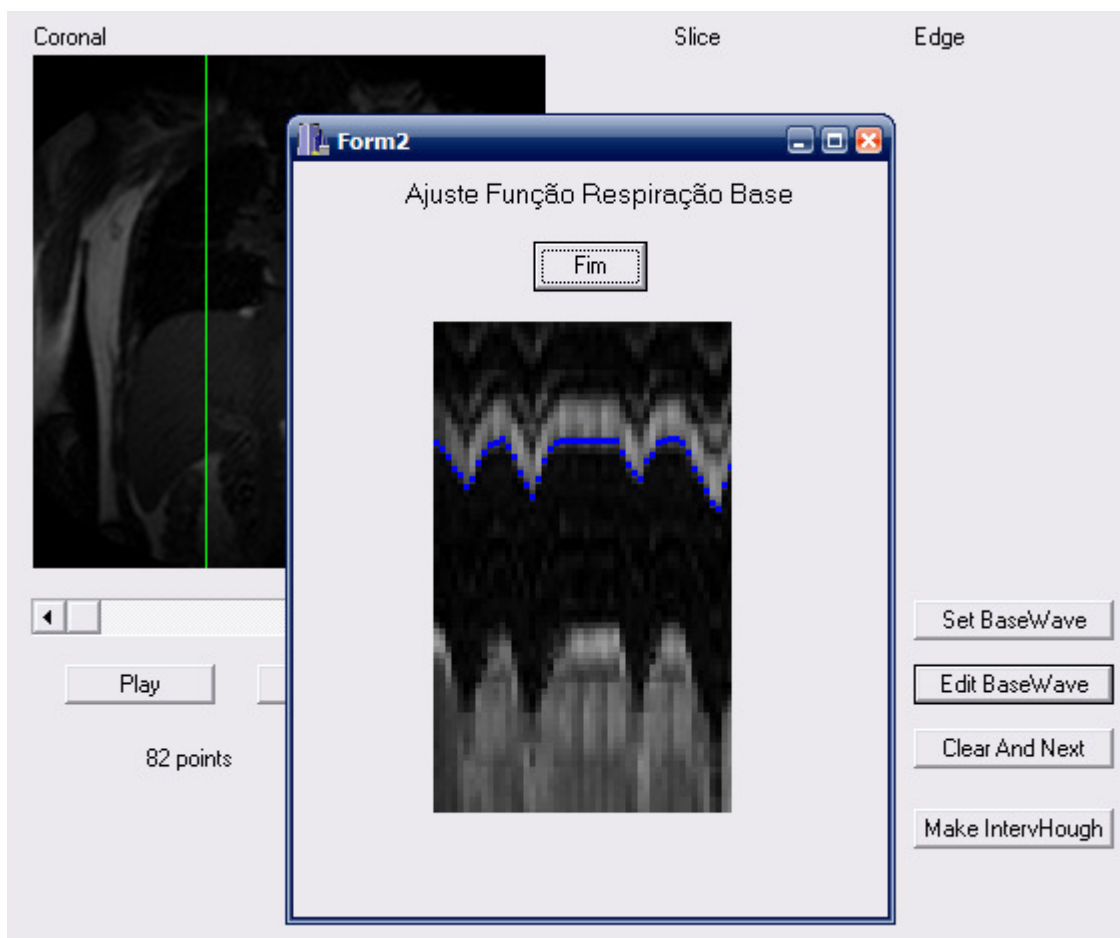 Coronal
Slice
Edge
Form2
Ajuste Função Respiração Base
Fim
Set BaseWave
Play
Edit BaseWave
82 points
Clear And Next
Make IntervHough